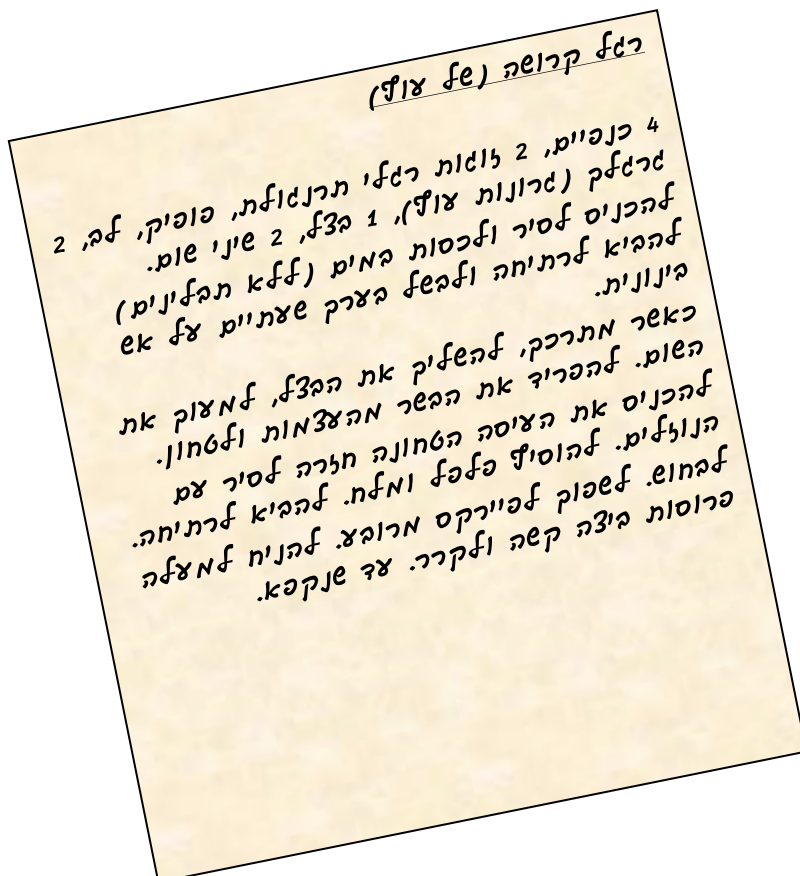 רגל קרושה (של עוף)
4 כנפיים, 2 זוגות רגלי תרנגולת, פופיק, לב, 2
גרגלך (גרונות עוף), 1 בצל, 2 שיני שום.
להכניס לסיר ולכסות במים (ללא תבלינים)
להביא לרתיחה ולבשל בערך שעתיים על אש
בינונית.
כאשר מתרכך, להשליך את הבצל, למעוך את
השום. להפריד את הבשר מהעצמות ולטחון.
להכניס את העיסה הטחונה חזרה לסיר עם
הנוזלים. להוסיף פלפל ומלח. להביא לרתיחה.
לבחוש. לשפוך לפיירקס מרובע. להניח למעלה
פרוסות ביצה קשה ולקרר. עד שנקפא.